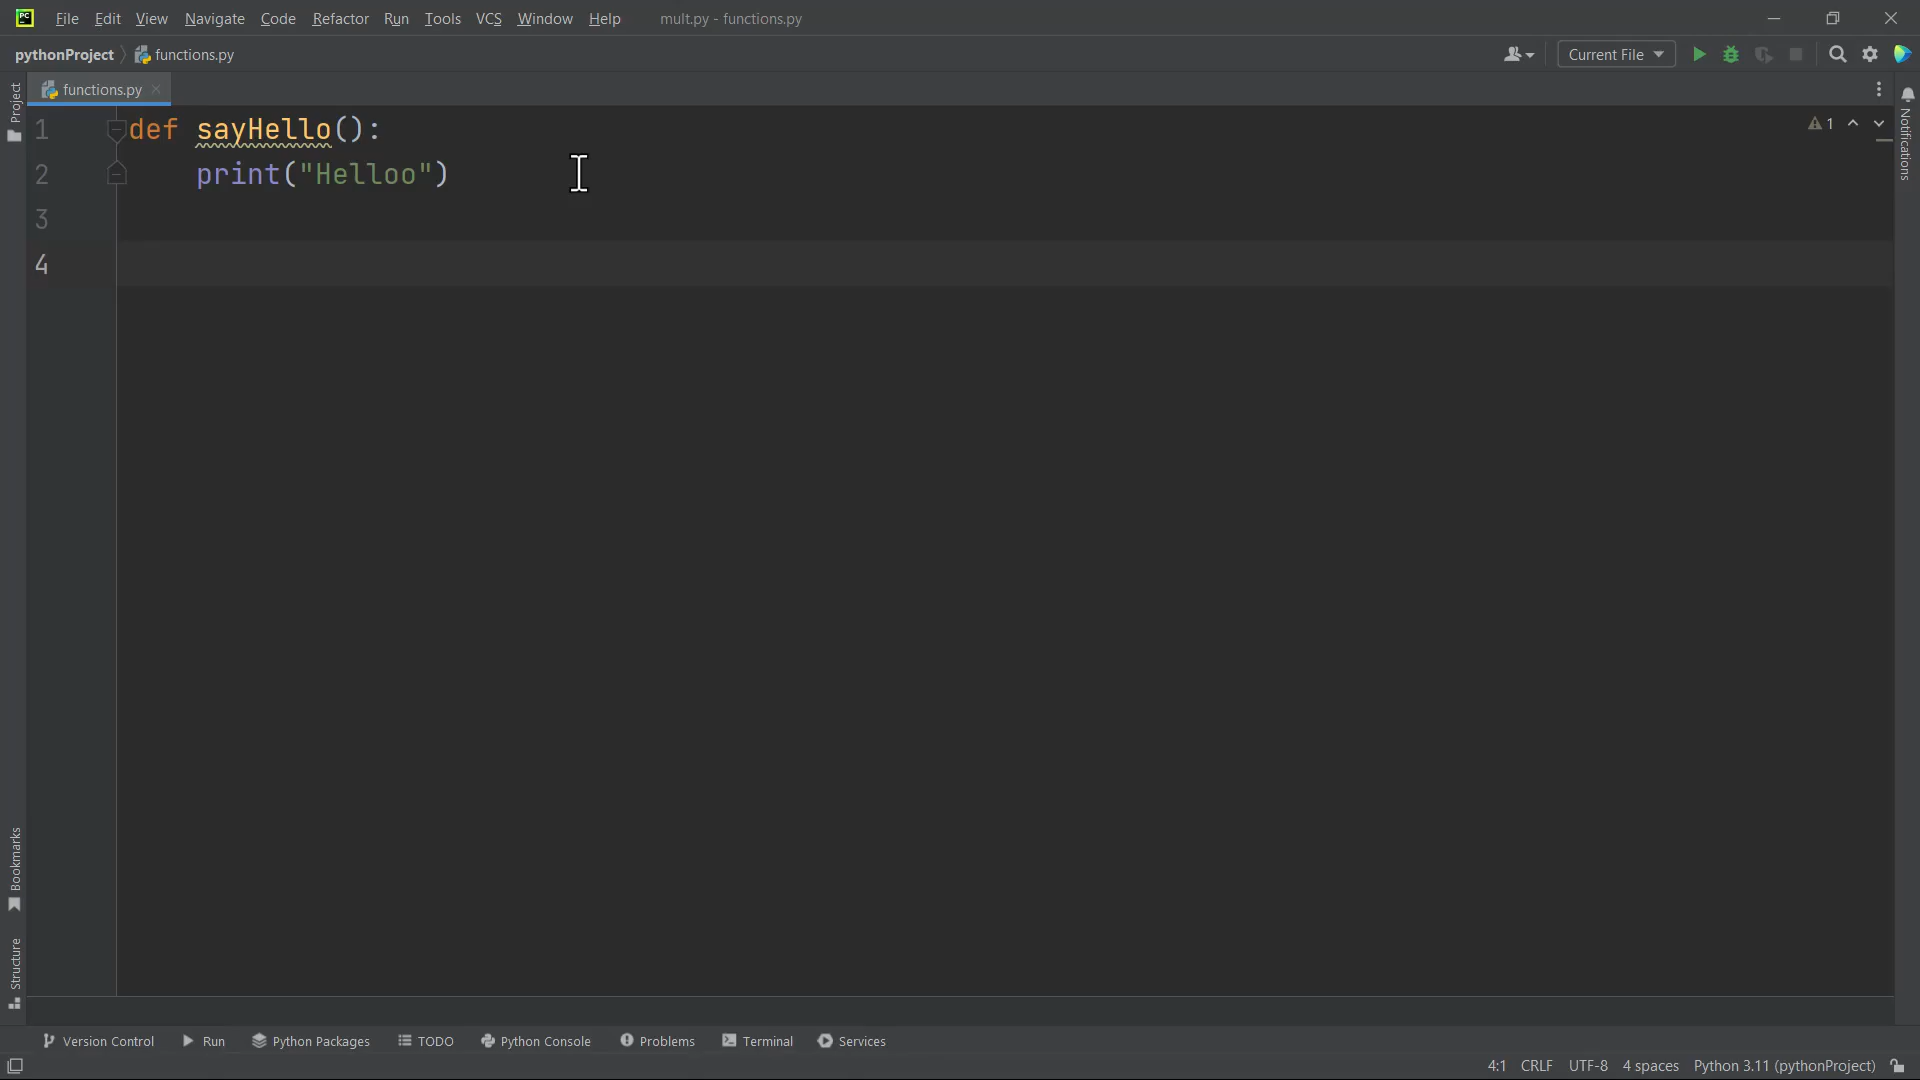 PC
File Edit View Navigate Code Refactor Run Tools VCS Window Help mult.py - functions.py
pythonProject functions.py
Current File
Project
functions.py
1 def sayHello():
2 print("Helloo")
3
4
1
Notifications
Bookmarks
Structure
Version Control Run Python Packages TODO Python Console Problems Terminal Services
4:1 CRLF UTF-8 4 spaces Python 3.11 (pythonProject)